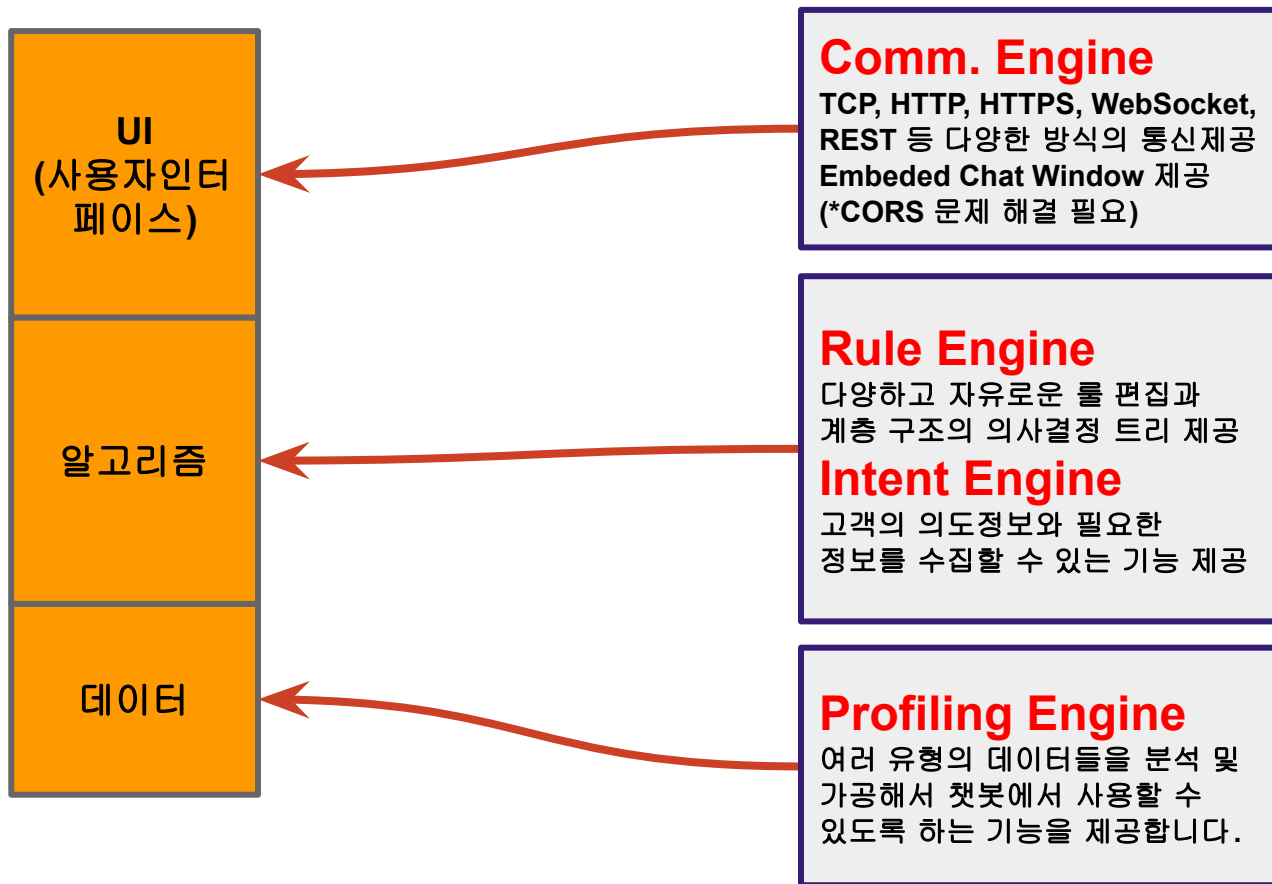 UI
(사용자인터
페이스)
알고리즘
데이터
Comm. Engine
TCP, HTTP, HTTPS, WebSocket,
REST 등 다양한 방식의 통신제공
Embeded Chat Window 제공
(*CORS 문제 해결 필요)
Rule Engine
다양하고 자유로운 룰 편집과
계층 구조의 의사결정 트리 제공
Intent Engine
고객의 의도정보와 필요한
정보를 수집할 수 있는 기능 제공
Profiling Engine
여러 유형의 데이터들을 분석 및
가공해서 챗봇에서 사용할 수
있도록 하는 기능을 제공합니다.